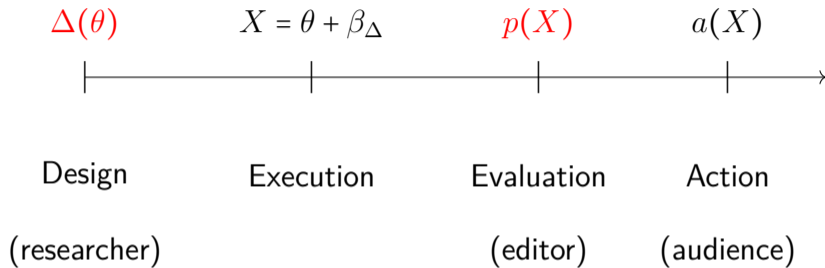 Δ(θ) X = θ + β_Δ p(X) a(X)
Design Execution Evaluation Action
(researcher) (editor) (audience)